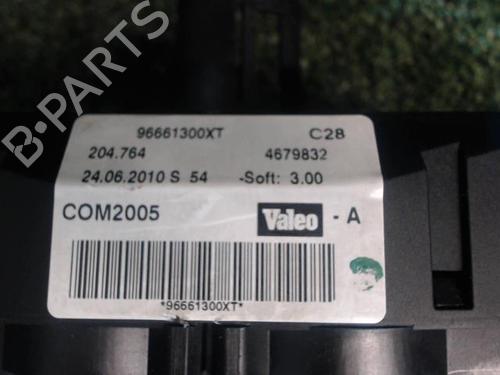 96661300XT C28
204.764 4679832
24.06.2010 S 54 -Soft: 3.00
COM2005 Valeo - A
*96661300XT*
B-PARTS